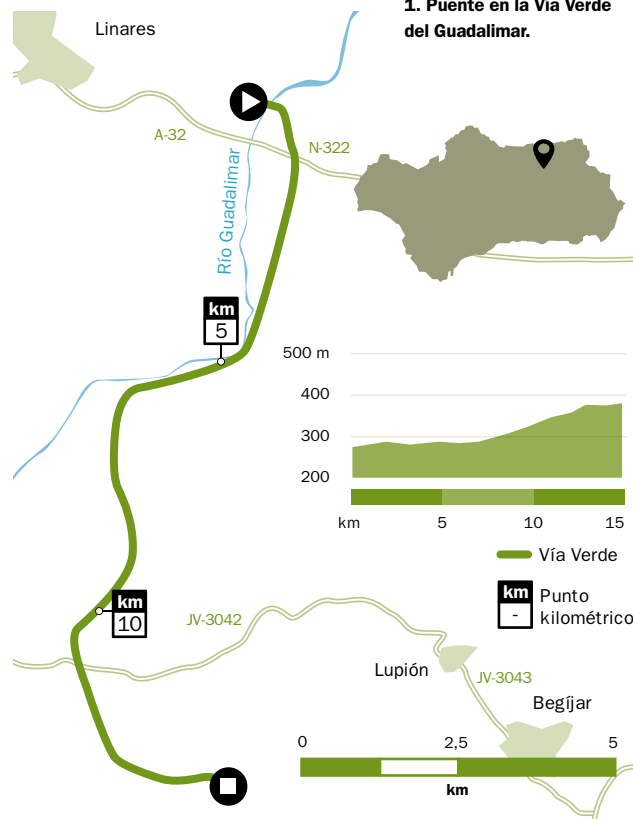 1. Puente en la Vía Verde
del Guadalimar.
Linares
A-32
N-322
Río Guadalimar
km
5
500 m
400
300
200
km 5 10 15
Vía Verde
km
-
Punto
kilométrico
km
10
JV-3042
Lupión
JV-3043
Begíjar
0 2,5 5
km